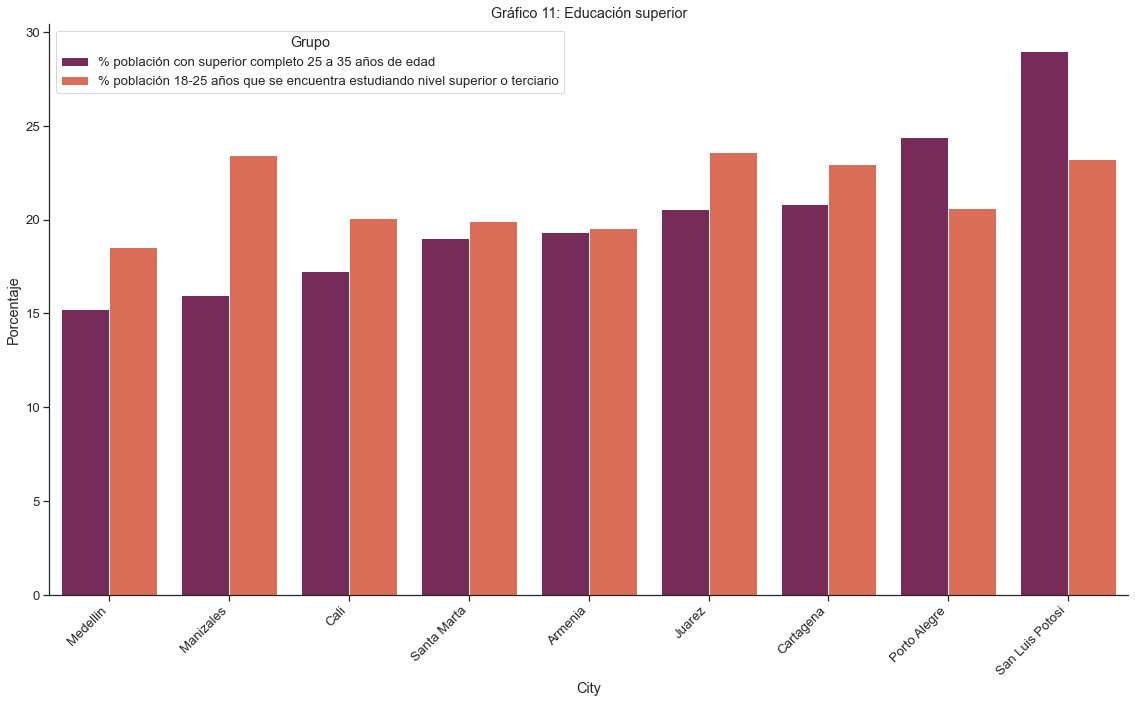 Gráfico 11: Educación superior
Grupo
% población con superior completo 25 a 35 años de edad
% población 18-25 años que se encuentra estudiando nivel superior o terciario
30
25
20
15
10
5
0
Porcentaje
Medellin
Manizales
Cali
Santa Marta
Armenia
Juarez
Cartagena
Porto Alegre
San Luis Potosi
City